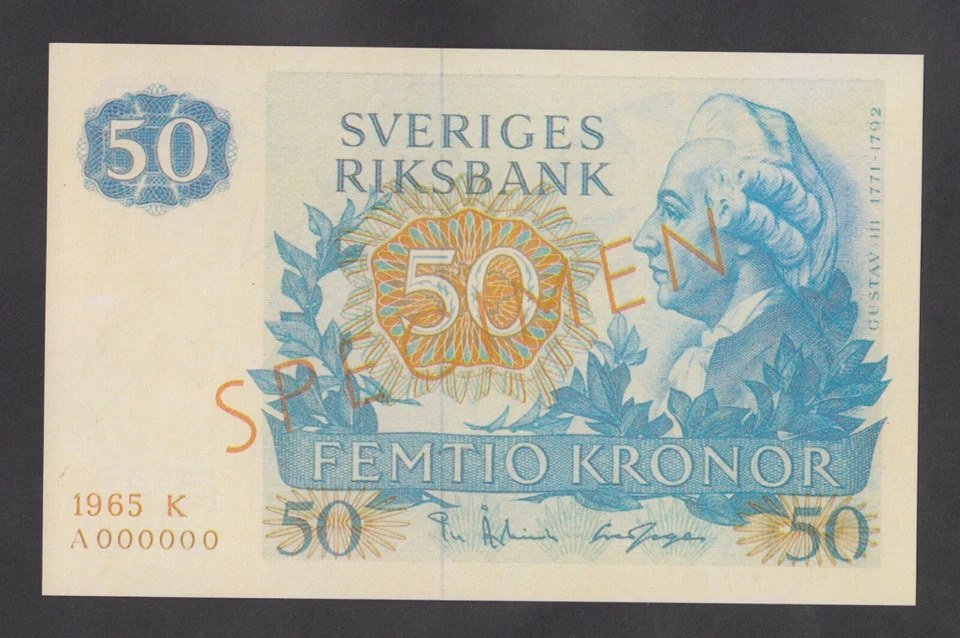 50
SVERIGES
RIKSBANK
50
SPECIMEN
GUSTAV III 1771-1792
FEMTIO KRONOR
1965 K
A000000
50
50